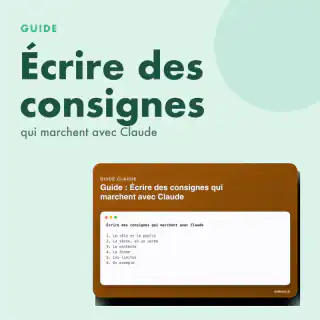 GUIDE
Écrire des
consignes
qui marchent avec Claude
GUIDE CLAUDE
Guide : Écrire des consignes qui
marchent avec Claude
Écrire des consignes qui marchent avec Claude
1. Le rôle et le public
2. La tâche, en un verbe
3. Le contexte
4. La forme
5. Les limites
6. Un exemple